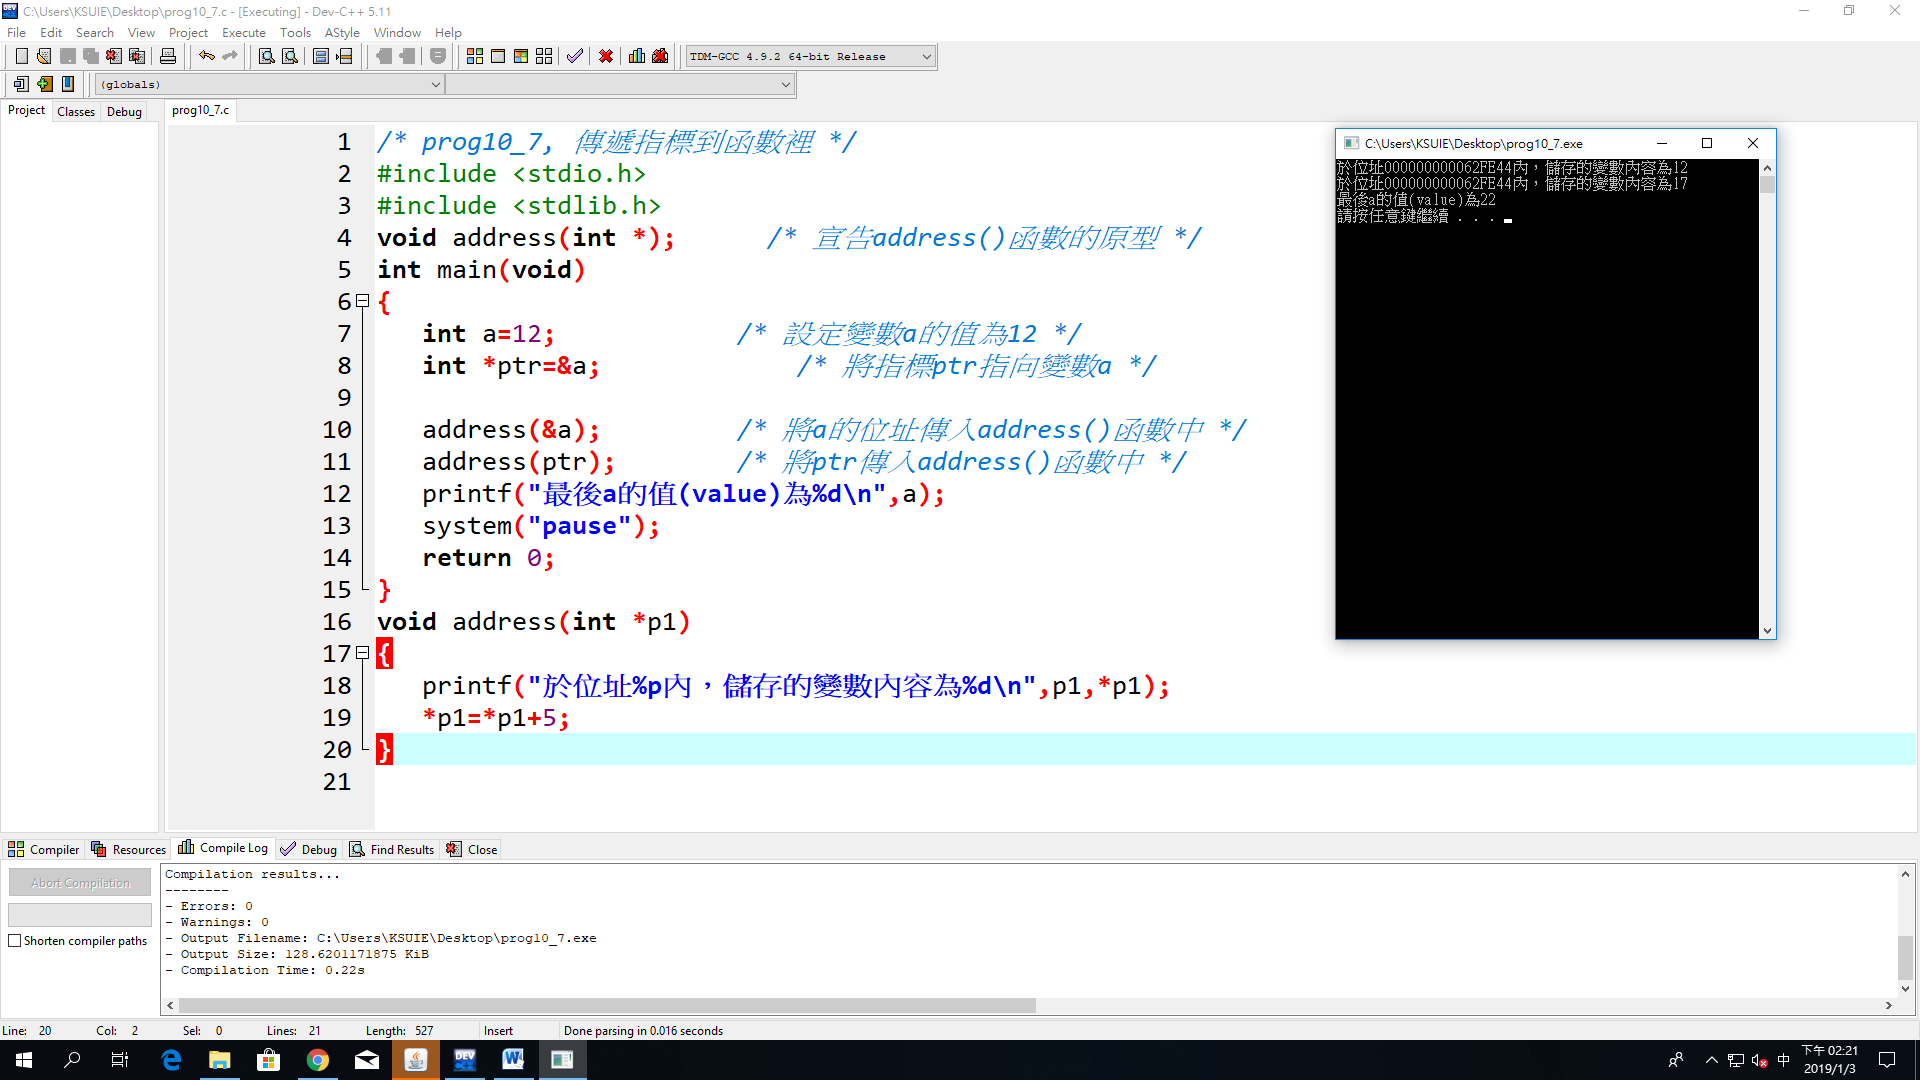 C:\Users\KSUIE\Desktop\prog10_7.c - [Executing] - Dev-C++ 5.11
File Edit Search View Project Execute Tools AStyle Window Help
TDM-GCC 4.9.2 64-bit Release
(globals)
Project Classes Debug
prog10_7.c
1 /* prog10_7, 傳遞指標到函數裡 */
2 #include <stdio.h>
3 #include <stdlib.h>
4 void address(int *); /* 宣告address()函數的原型 */
5 int main(void)
6 {
7 int a=12; /* 設定變數a的值為12 */
8 int *ptr=&a; /* 將指標ptr指向變數a */
9
10 address(&a); /* 將a的位址傳入address()函數中 */
11 address(ptr); /* 將ptr傳入address()函數中 */
12 printf("最後a的值(value)為%d\n",a);
13 system("pause");
14 return 0;
15 }
16 void address(int *p1)
17 {
18 printf("於位址%p內，儲存的變數內容為%d\n",p1,*p1);
19 *p1=*p1+5;
20 }
21
C:\Users\KSUIE\Desktop\prog10_7.exe
於位址000000000062FE44內，儲存的變數內容為12
於位址000000000062FE44內，儲存的變數內容為17
最後a的值(value)為22
請按任意鍵繼續 . . .
Compiler Resources Compile Log Debug Find Results Close
Abort Compilation
Shorten compiler paths
Compilation results...
--------
- Errors: 0
- Warnings: 0
- Output Filename: C:\Users\KSUIE\Desktop\prog10_7.exe
- Output Size: 128.6201171875 KiB
- Compilation Time: 0.22s
Line: 20 Col: 2 Sel: 0 Lines: 21 Length: 527 Insert Done parsing in 0.016 seconds
DEV C++
中
下午 02:21
2019/1/3